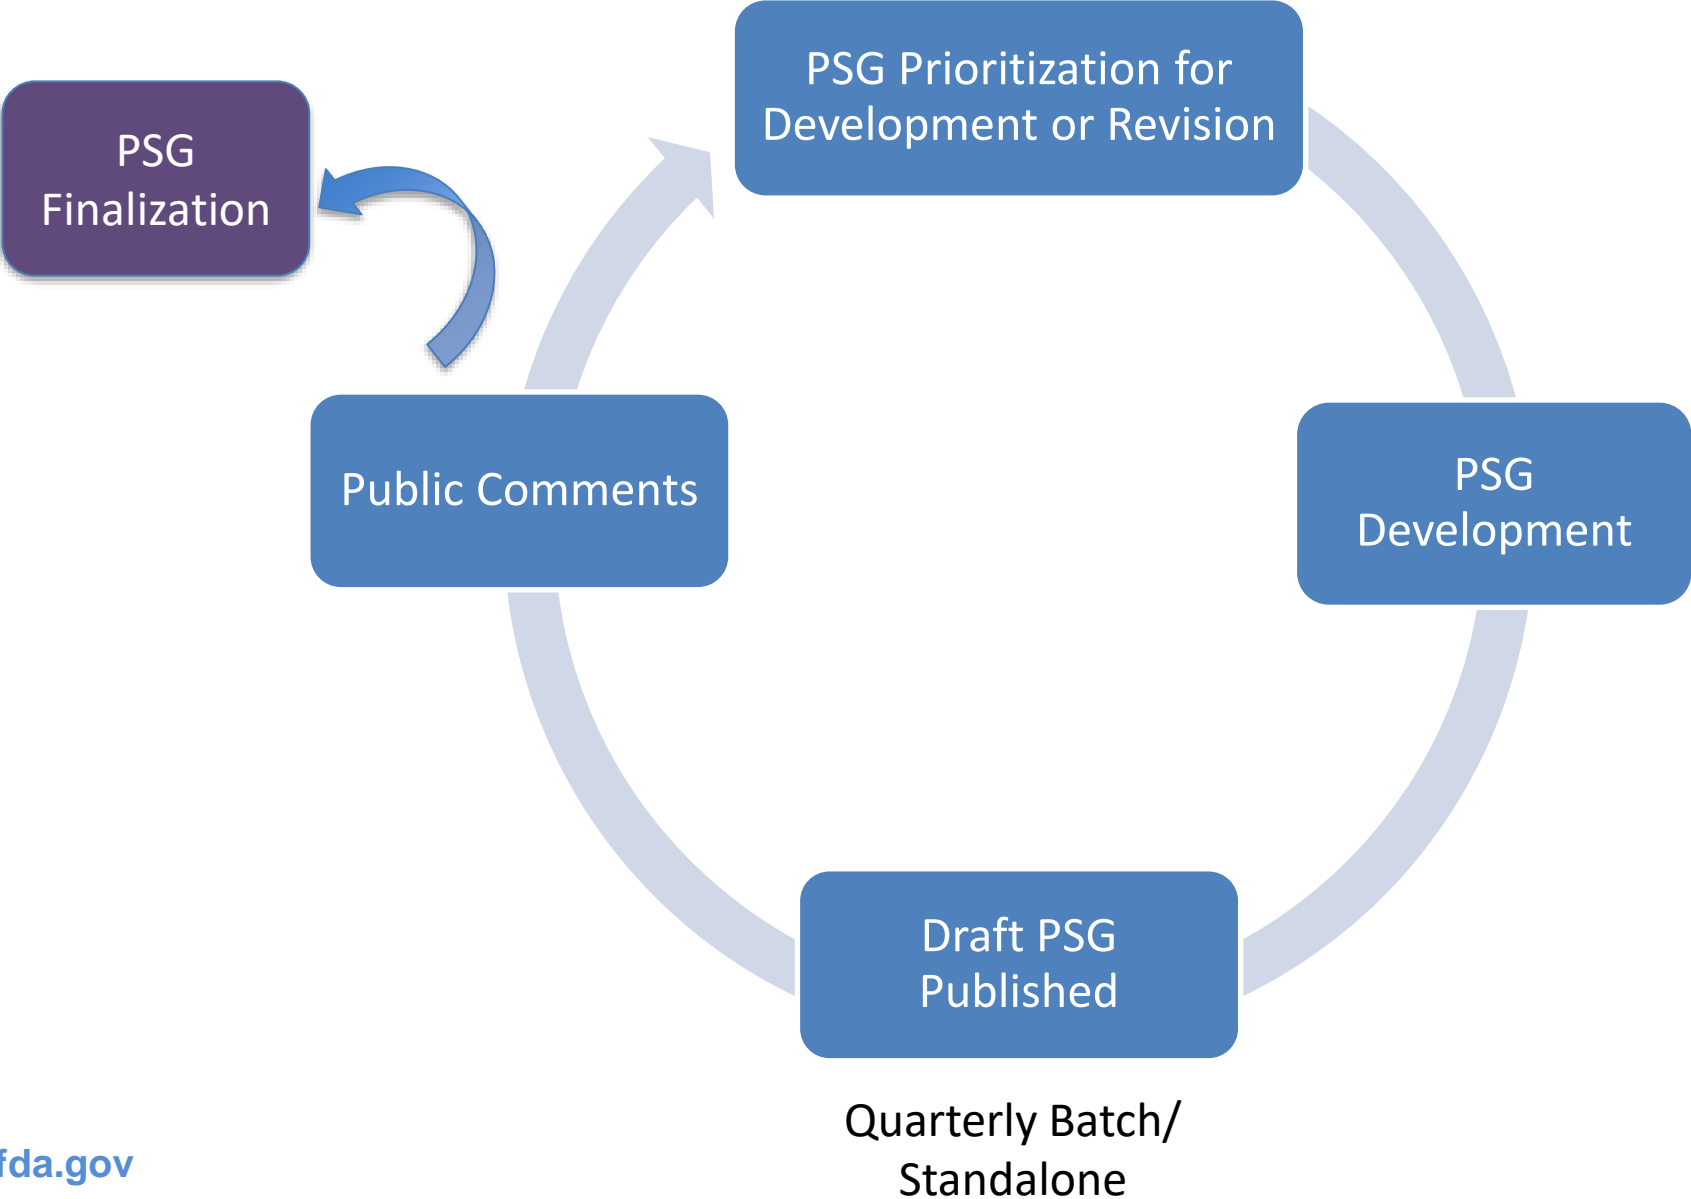 PSG Prioritization for
Development or Revision
PSG
Finalization
Public Comments
PSG
Development
Draft PSG
Published
Quarterly Batch/
Standalone
fda.gov